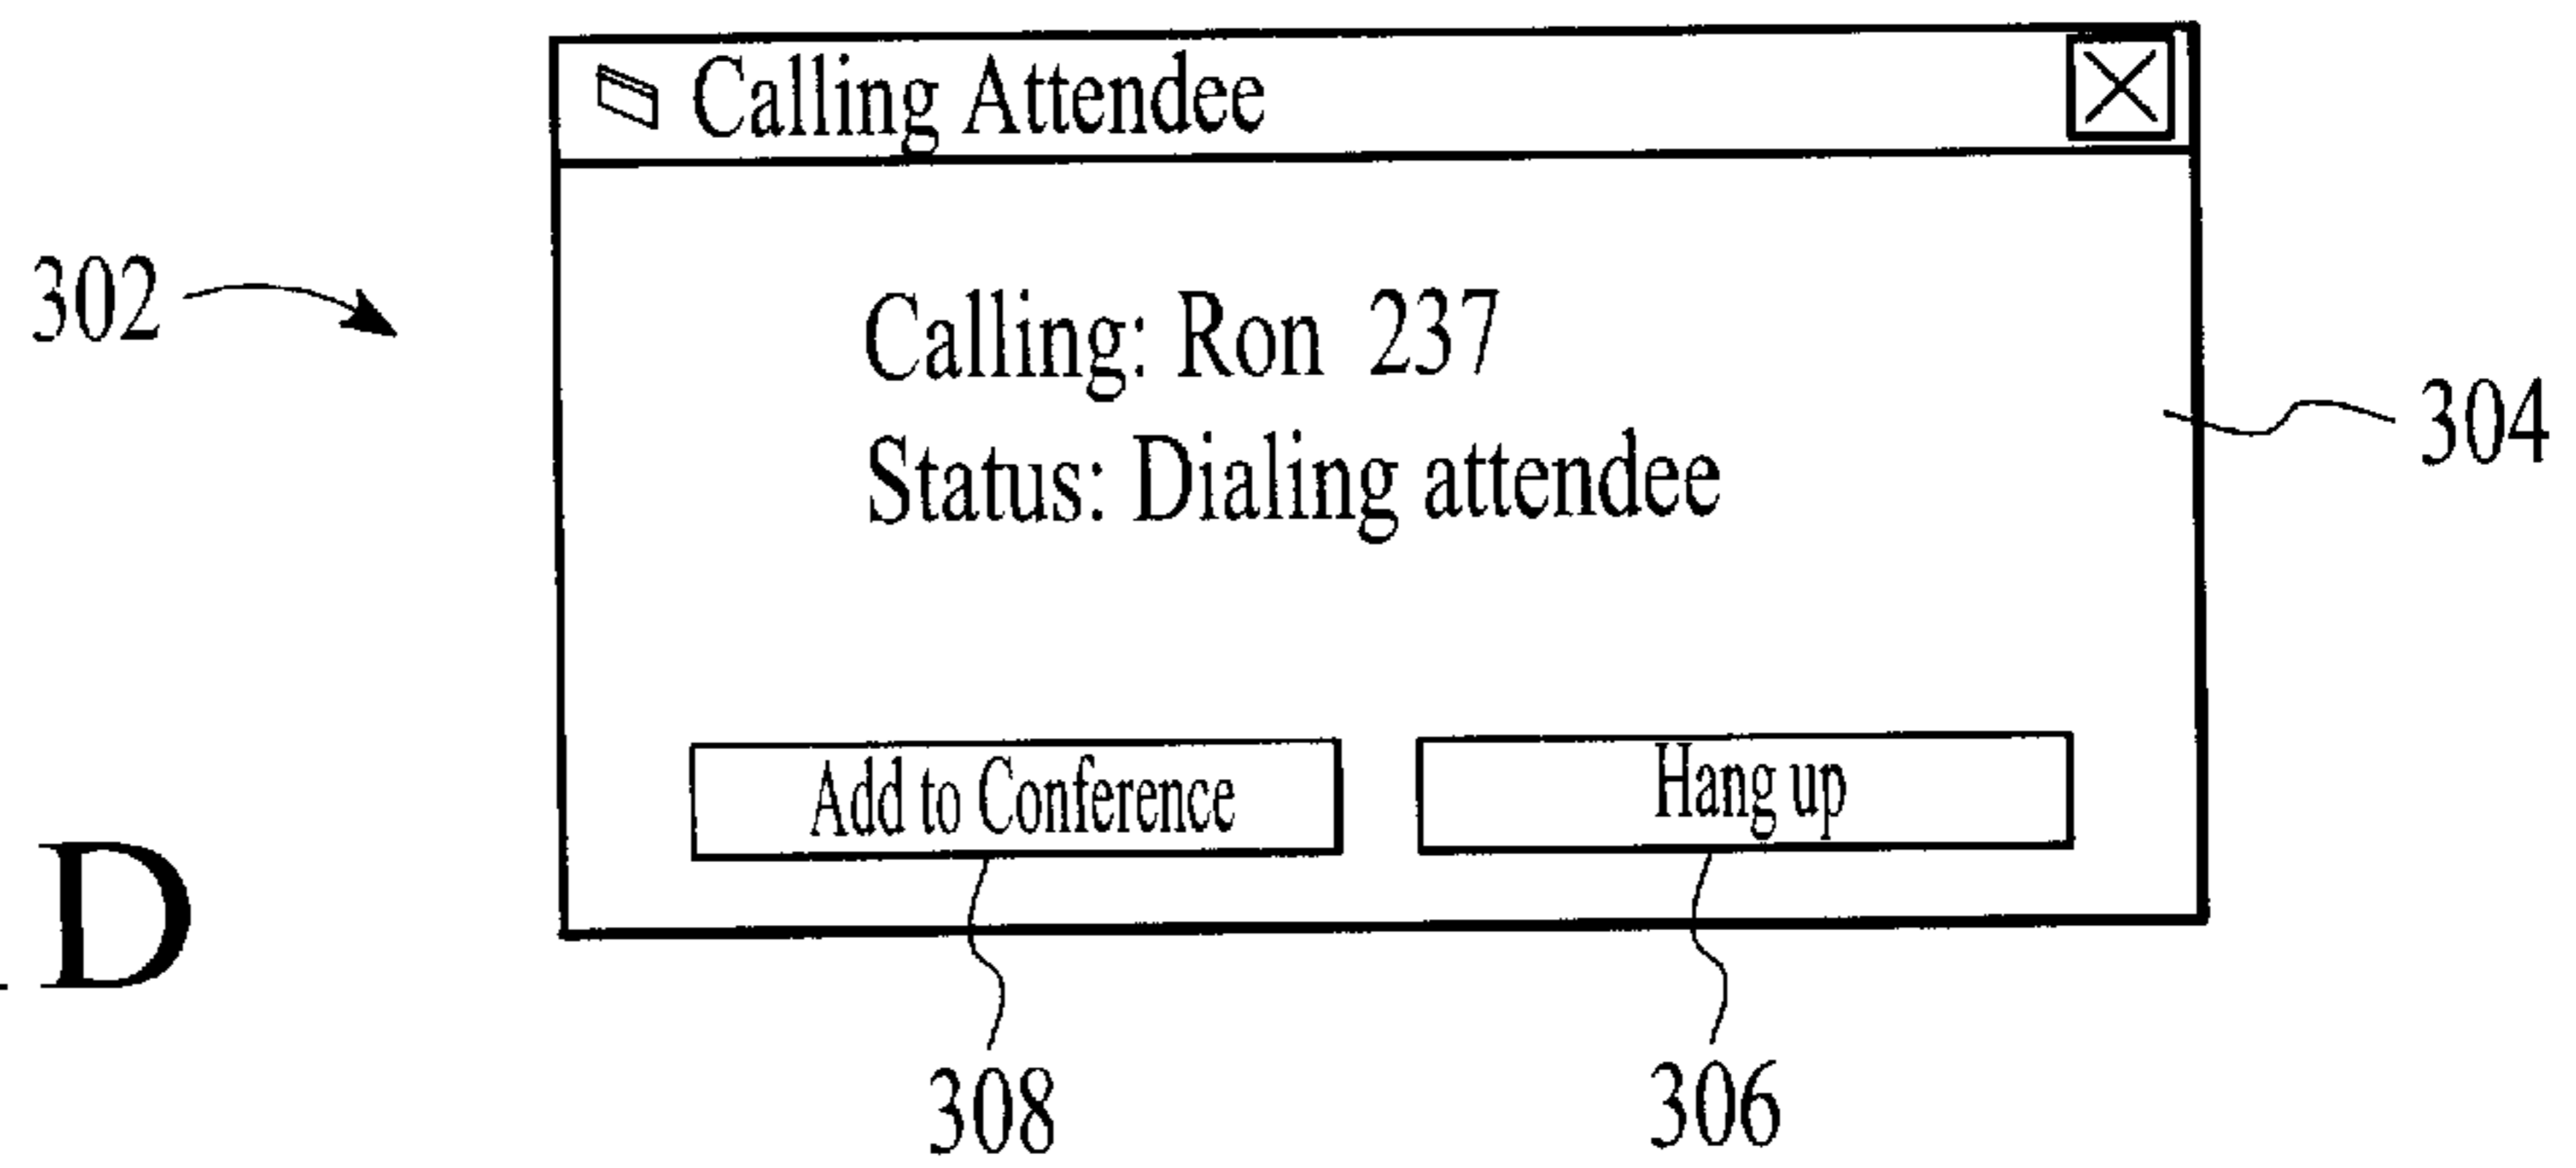 Calling Attendee
302
Calling: Ron 237
304
Status: Dialing attendee
Add to Conference
Hang up
D
308
306